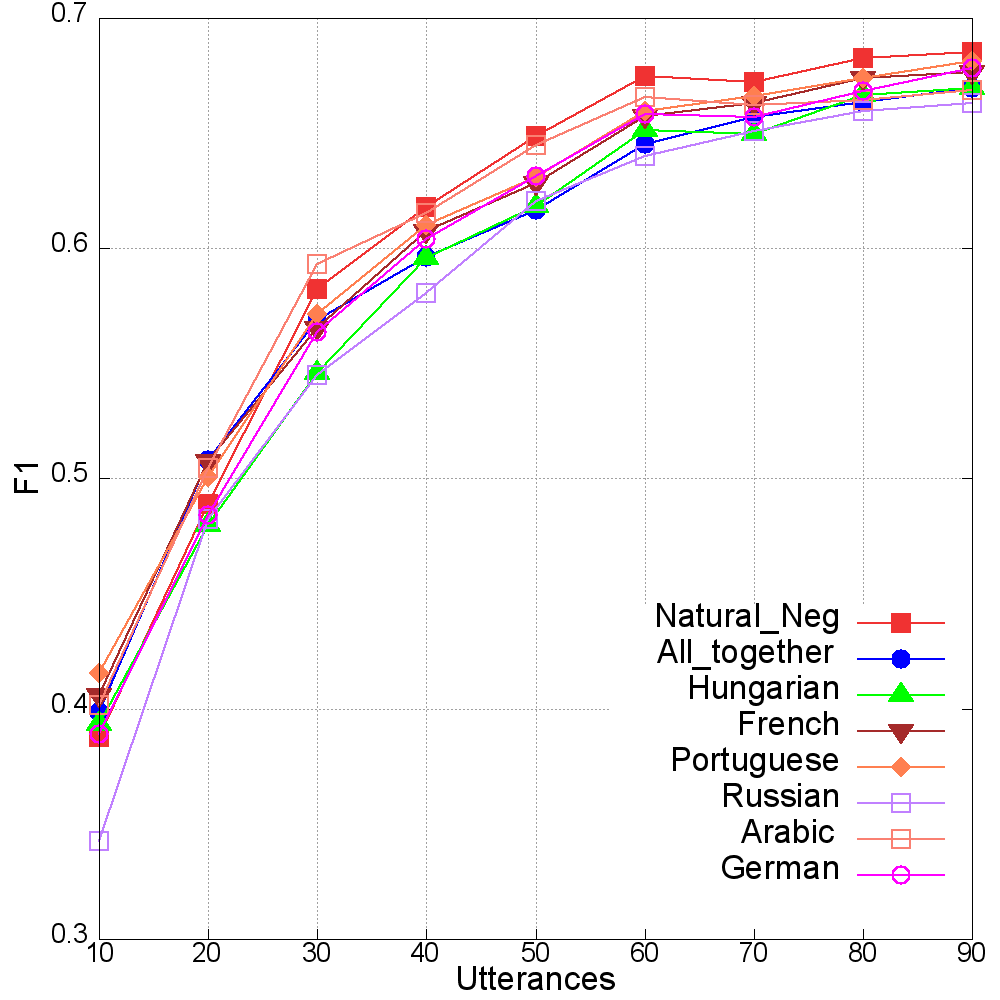 0.7
0.6
0.5
0.4
0.3
F1
10 20 30 40 50 60 70 80 90
Utterances
Natural_Neg
All_together
Hungarian
French
Portuguese
Russian
Arabic
German